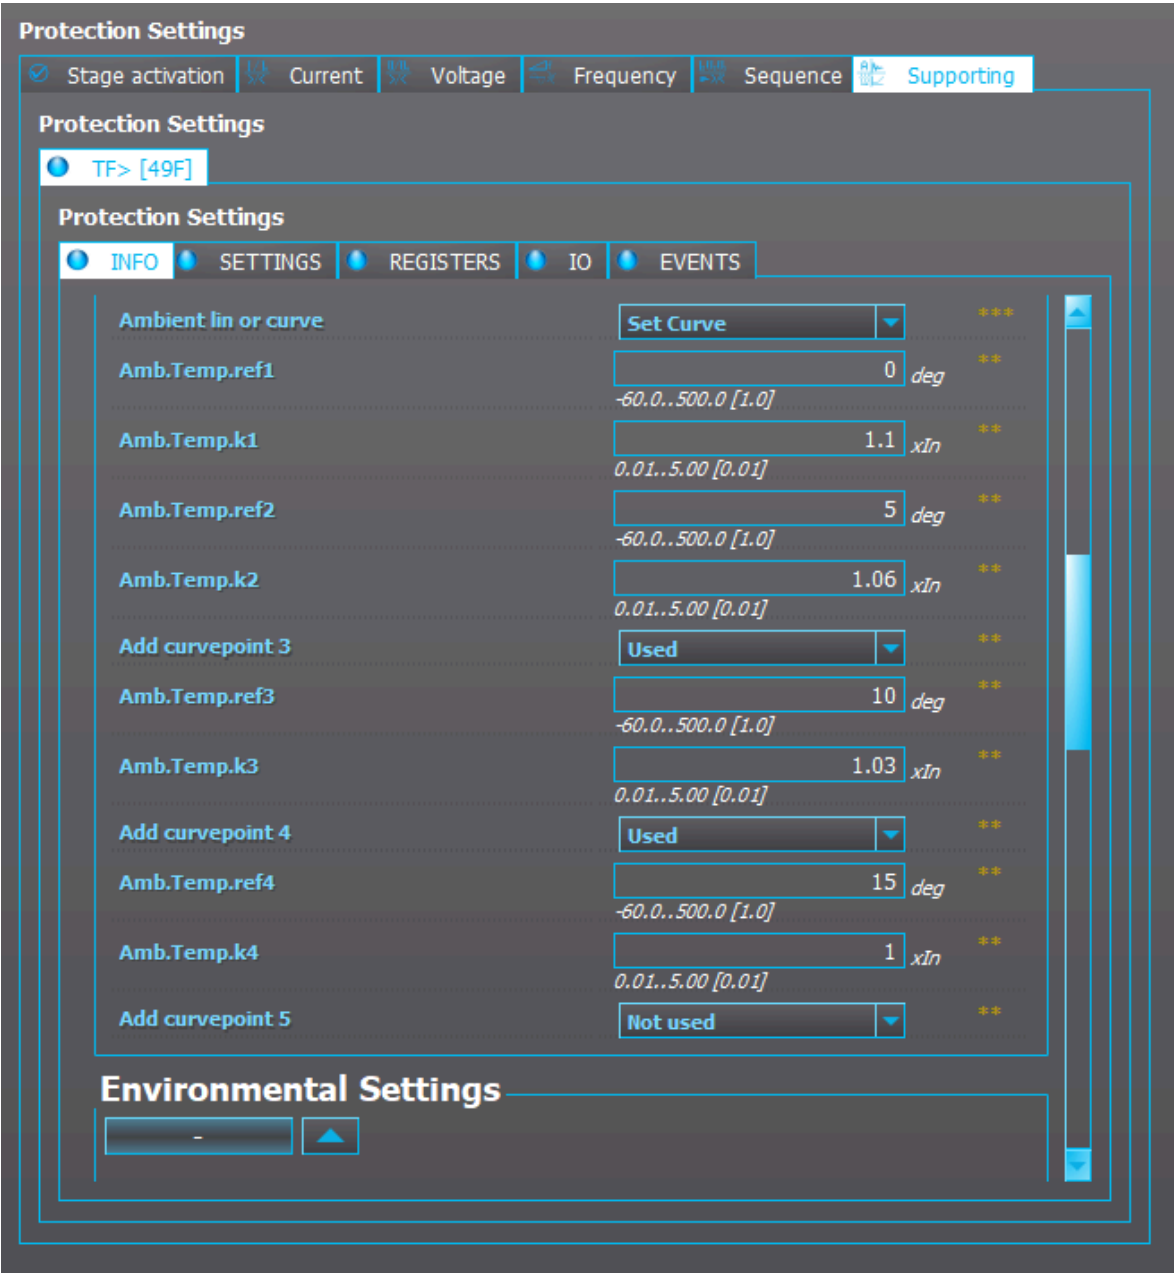 Protection Settings
Stage activation Current Voltage Frequency Sequence Supporting
Protection Settings
TF> [49F]
Protection Settings
INFO SETTINGS REGISTERS IO EVENTS
Ambient lin or curve Set Curve ***
Amb.Temp.ref1 0 deg **
-60.0..500.0 [1.0]
Amb.Temp.k1 1.1 xIn **
0.01..5.00 [0.01]
Amb.Temp.ref2 5 deg **
-60.0..500.0 [1.0]
Amb.Temp.k2 1.06 xIn **
0.01..5.00 [0.01]
Add curvepoint 3 Used **
Amb.Temp.ref3 10 deg **
-60.0..500.0 [1.0]
Amb.Temp.k3 1.03 xIn **
0.01..5.00 [0.01]
Add curvepoint 4 Used **
Amb.Temp.ref4 15 deg **
-60.0..500.0 [1.0]
Amb.Temp.k4 1 xIn **
0.01..5.00 [0.01]
Add curvepoint 5 Not used **
Environmental Settings
-